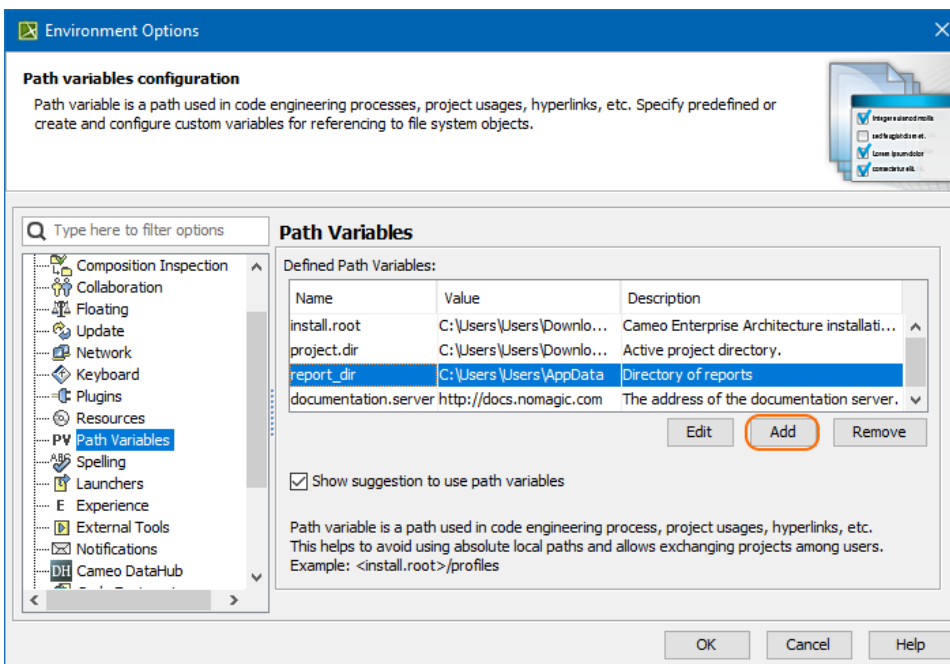 Environment Options
Path variables configuration
Path variable is a path used in code engineering processes, project usages, hyperlinks, etc. Specify predefined or
create and configure custom variables for referencing to file system objects.
Type here to filter options
Composition Inspection
Collaboration
Floating
Update
Network
Keyboard
Plugins
Resources
PV Path Variables
ABS Spelling
Launchers
E Experience
External Tools
Notifications
DH Cameo DataHub
Path Variables
Defined Path Variables:
Name Value Description
install.root C:\Users\Users\Downlo... Cameo Enterprise Architecture installati...
project.dir C:\Users\Users\Downlo... Active project directory.
report_dir C:\Users\Users\AppData Directory of reports
documentation.server http://docs.nomagic.com The address of the documentation server.
Edit Add Remove
Show suggestion to use path variables
Path variable is a path used in code engineering process, project usages, hyperlinks, etc.
This helps to avoid using absolute local paths and allows exchanging projects among users.
Example: <install.root>/profiles
OK Cancel Help